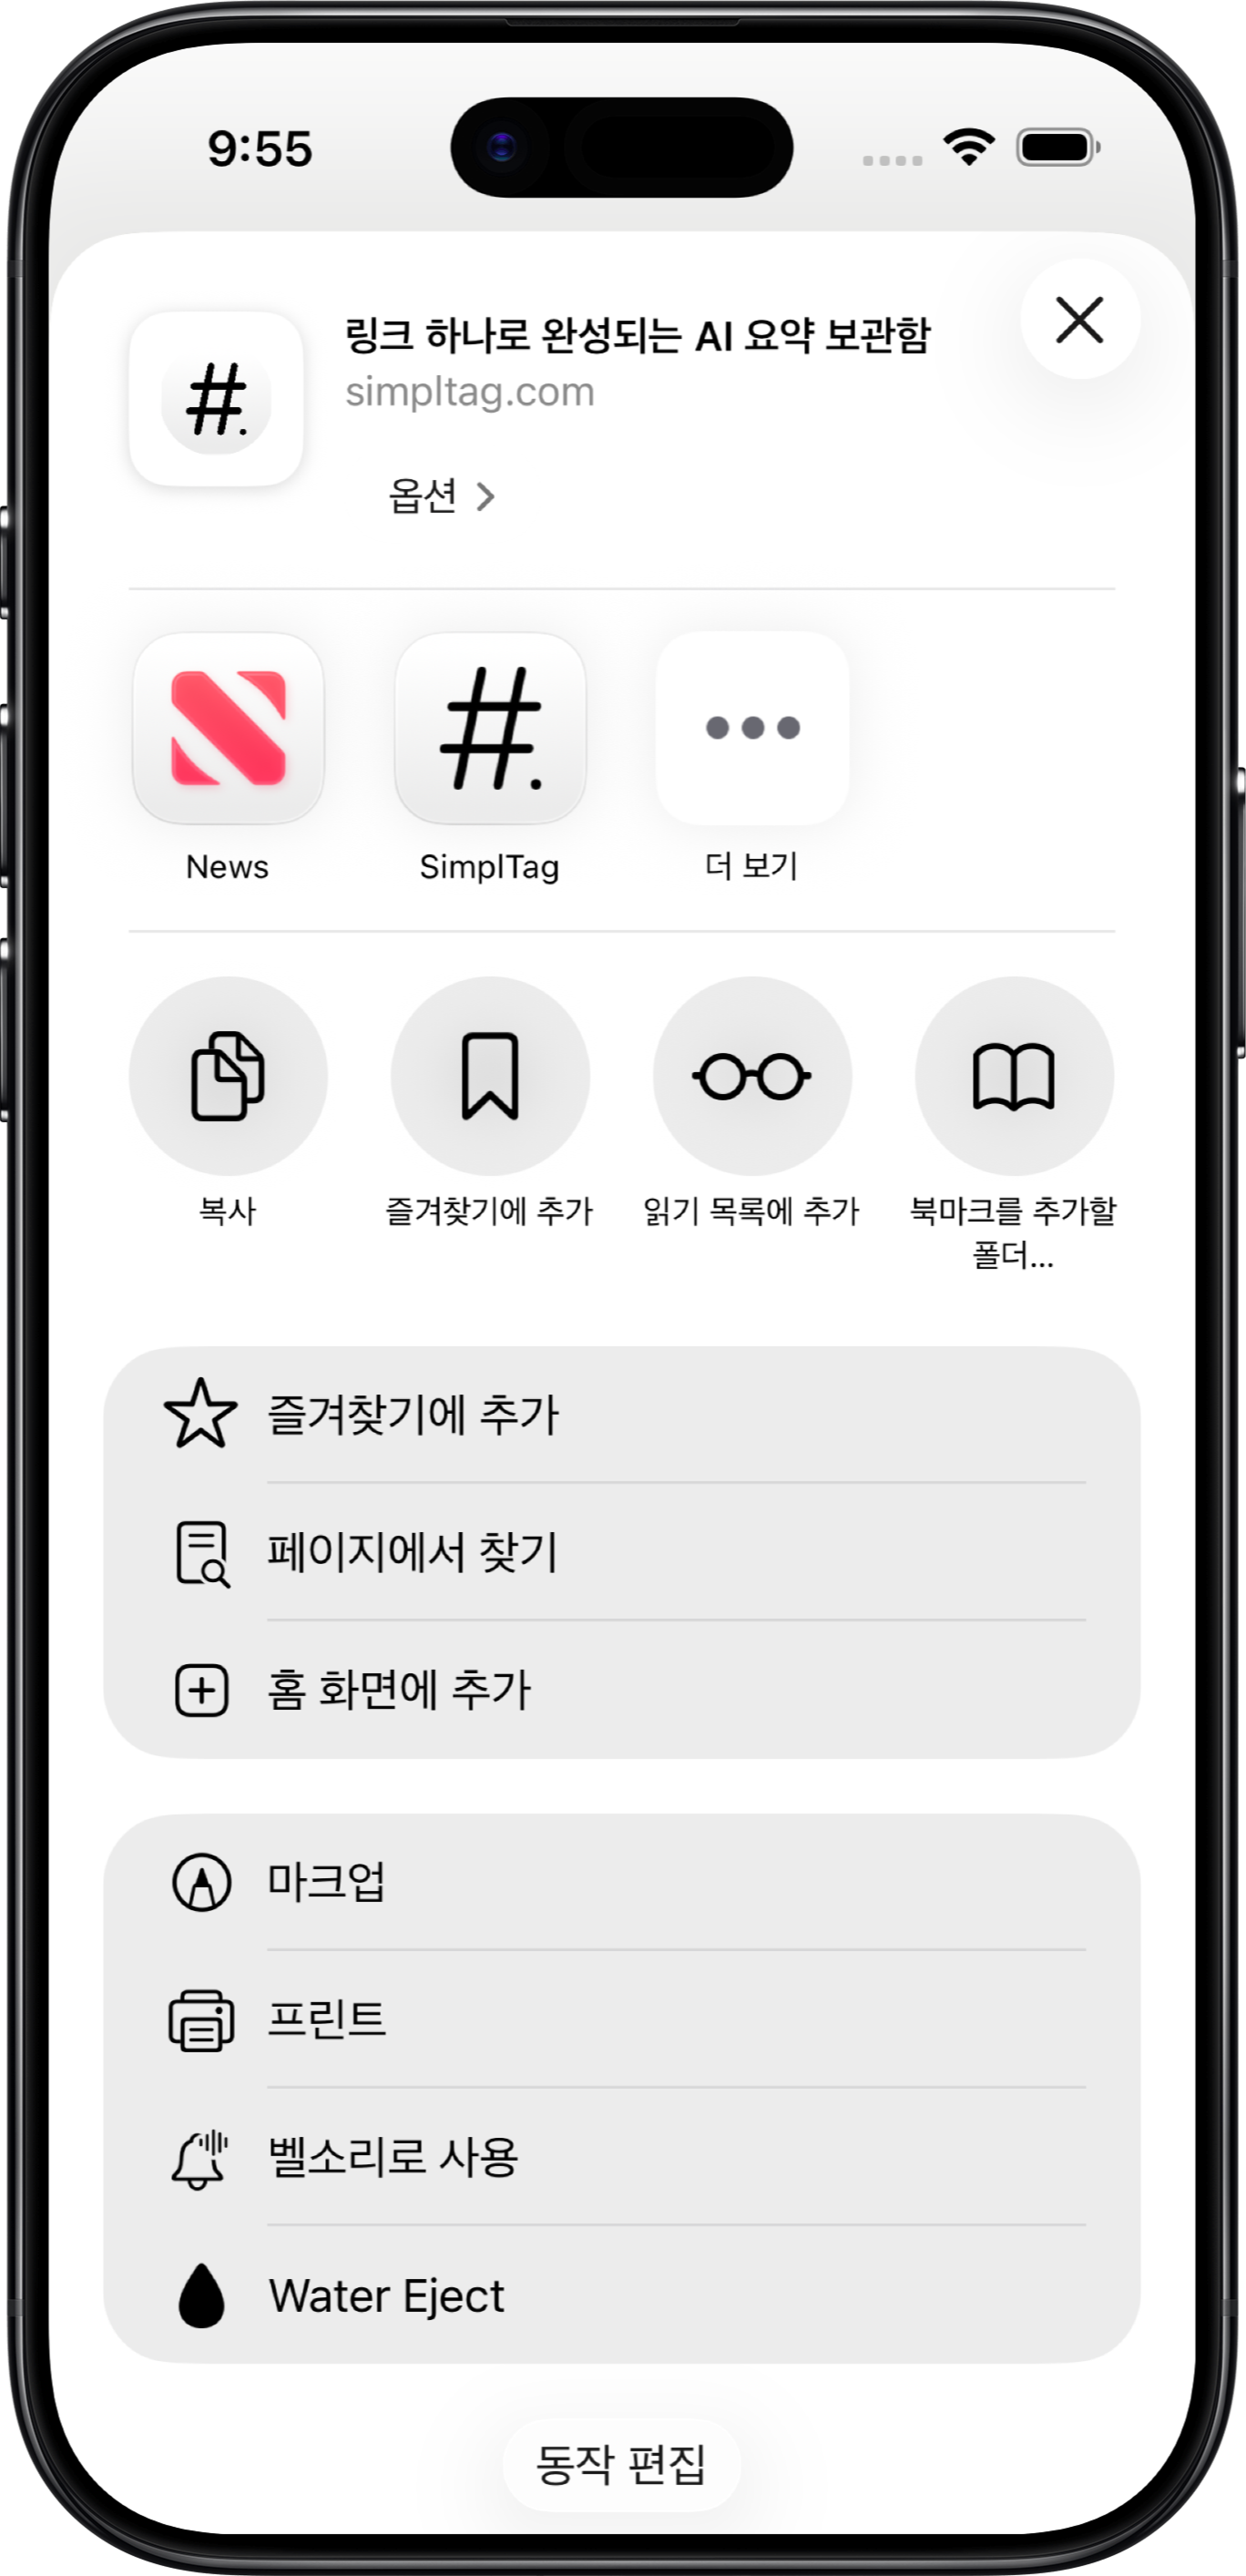 9:55
링크 하나로 완성되는 AI 요약 보관함
simpltag.com
옵션
#.
News
#.
SimplTag
더 보기
복사
즐겨찾기에 추가
읽기 목록에 추가
북마크를 추가할
폴더...
즐겨찾기에 추가
페이지에서 찾기
홈 화면에 추가
마크업
프린트
벨소리로 사용
Water Eject
동작 편집